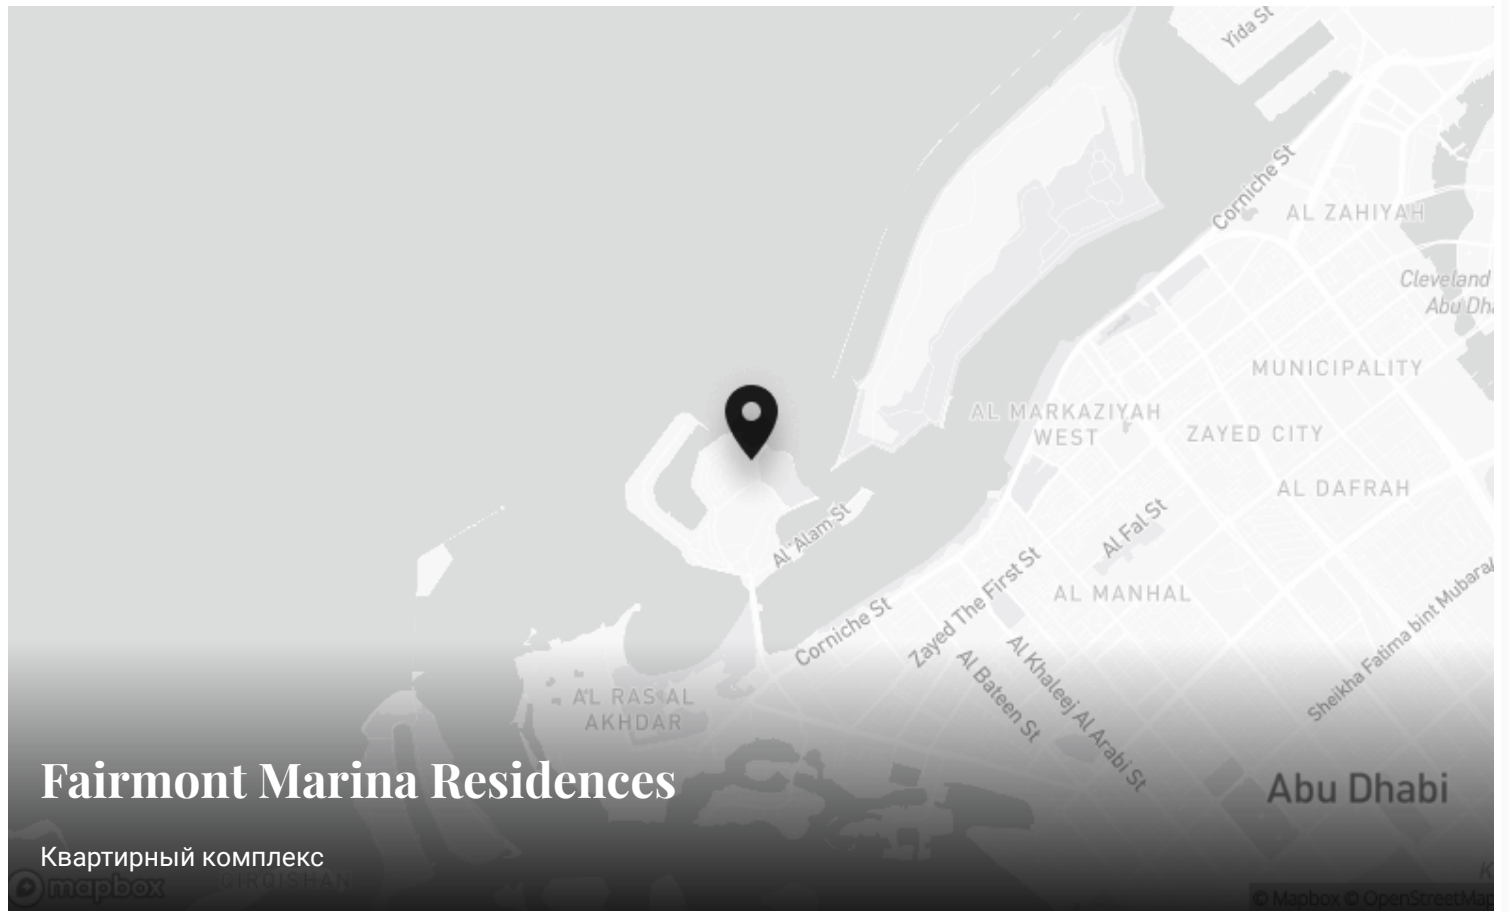 Yida St
Corniche St
AL ZAHIYAH
Cleveland
Abu Dh
MUNICIPALITY
AL MARKAZIYAH
WEST
ZAYED CITY
AL DAFRAH
Al Fal St
Al 'Alam St
AL MANHAL
Corniche St
Zayed The First St
Sheikha Fatima bint Mubara
Al Khaleej Al Arabi St
Al Bateen St
AL RAS AL
AKHDAR
Fairmont Marina Residences
Abu Dhabi
Квартирный комплекс
QIRQISHAN
mapbox
K
© Mapbox © OpenStreetMap